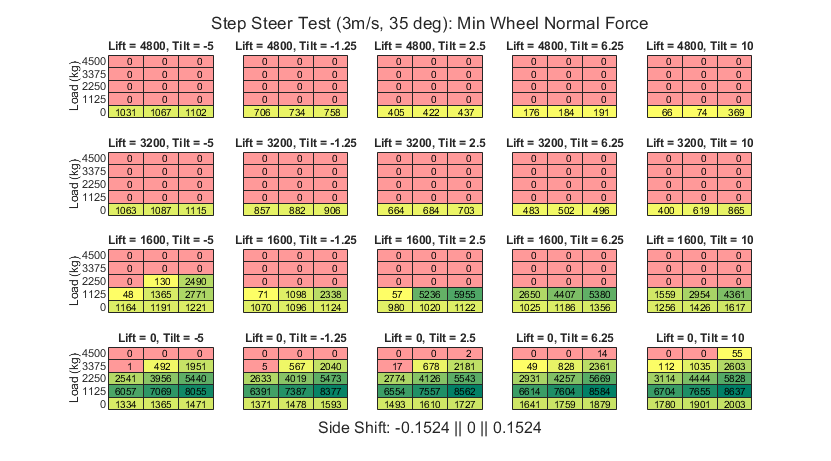 Step Steer Test (3m/s, 35 deg): Min Wheel Normal Force
Lift = 4800, Tilt = -5 Lift = 4800, Tilt = -1.25 Lift = 4800, Tilt = 2.5 Lift = 4800, Tilt = 6.25 Lift = 4800, Tilt = 10
Load (kg)
4500 0 0 0 0 0 0 0 0 0 0 0 0 0 0 0
3375 0 0 0 0 0 0 0 0 0 0 0 0 0 0 0
2250 0 0 0 0 0 0 0 0 0 0 0 0 0 0 0
1125 0 0 0 0 0 0 0 0 0 0 0 0 0 0 0
0 1031 1067 1102 706 734 758 405 422 437 176 184 191 66 74 369
Lift = 3200, Tilt = -5 Lift = 3200, Tilt = -1.25 Lift = 3200, Tilt = 2.5 Lift = 3200, Tilt = 6.25 Lift = 3200, Tilt = 10
Load (kg)
4500 0 0 0 0 0 0 0 0 0 0 0 0 0 0 0
3375 0 0 0 0 0 0 0 0 0 0 0 0 0 0 0
2250 0 0 0 0 0 0 0 0 0 0 0 0 0 0 0
1125 0 0 0 0 0 0 0 0 0 0 0 0 0 0 0
0 1063 1087 1115 857 882 906 664 684 703 483 502 496 400 619 865
Lift = 1600, Tilt = -5 Lift = 1600, Tilt = -1.25 Lift = 1600, Tilt = 2.5 Lift = 1600, Tilt = 6.25 Lift = 1600, Tilt = 10
Load (kg)
4500 0 0 0 0 0 0 0 0 0 0 0 0 0 0 0
3375 0 0 0 0 0 0 0 0 0 0 0 0 0 0 0
2250 0 130 2490 0 0 0 0 0 0 0 0 0 0 0 0
1125 48 1365 2771 71 1098 2338 57 5236 5955 2650 4407 5380 1559 2954 4361
0 1164 1191 1221 1070 1096 1124 980 1020 1122 1025 1186 1356 1256 1426 1617
Lift = 0, Tilt = -5 Lift = 0, Tilt = -1.25 Lift = 0, Tilt = 2.5 Lift = 0, Tilt = 6.25 Lift = 0, Tilt = 10
Load (kg)
4500 0 0 0 0 0 0 0 0 2 0 0 14 0 0 55
3375 1 492 1951 5 567 2040 17 678 2181 49 828 2361 112 1035 2603
2250 2541 3956 5440 2633 4019 5473 2774 4126 5543 2931 4257 5669 3114 4444 5828
1125 6057 7069 8055 6391 7387 8377 6554 7557 8562 6614 7604 8584 6704 7655 8637
0 1334 1365 1471 1371 1478 1593 1493 1610 1727 1641 1759 1879 1780 1901 2003
Side Shift: -0.1524 || 0 || 0.1524